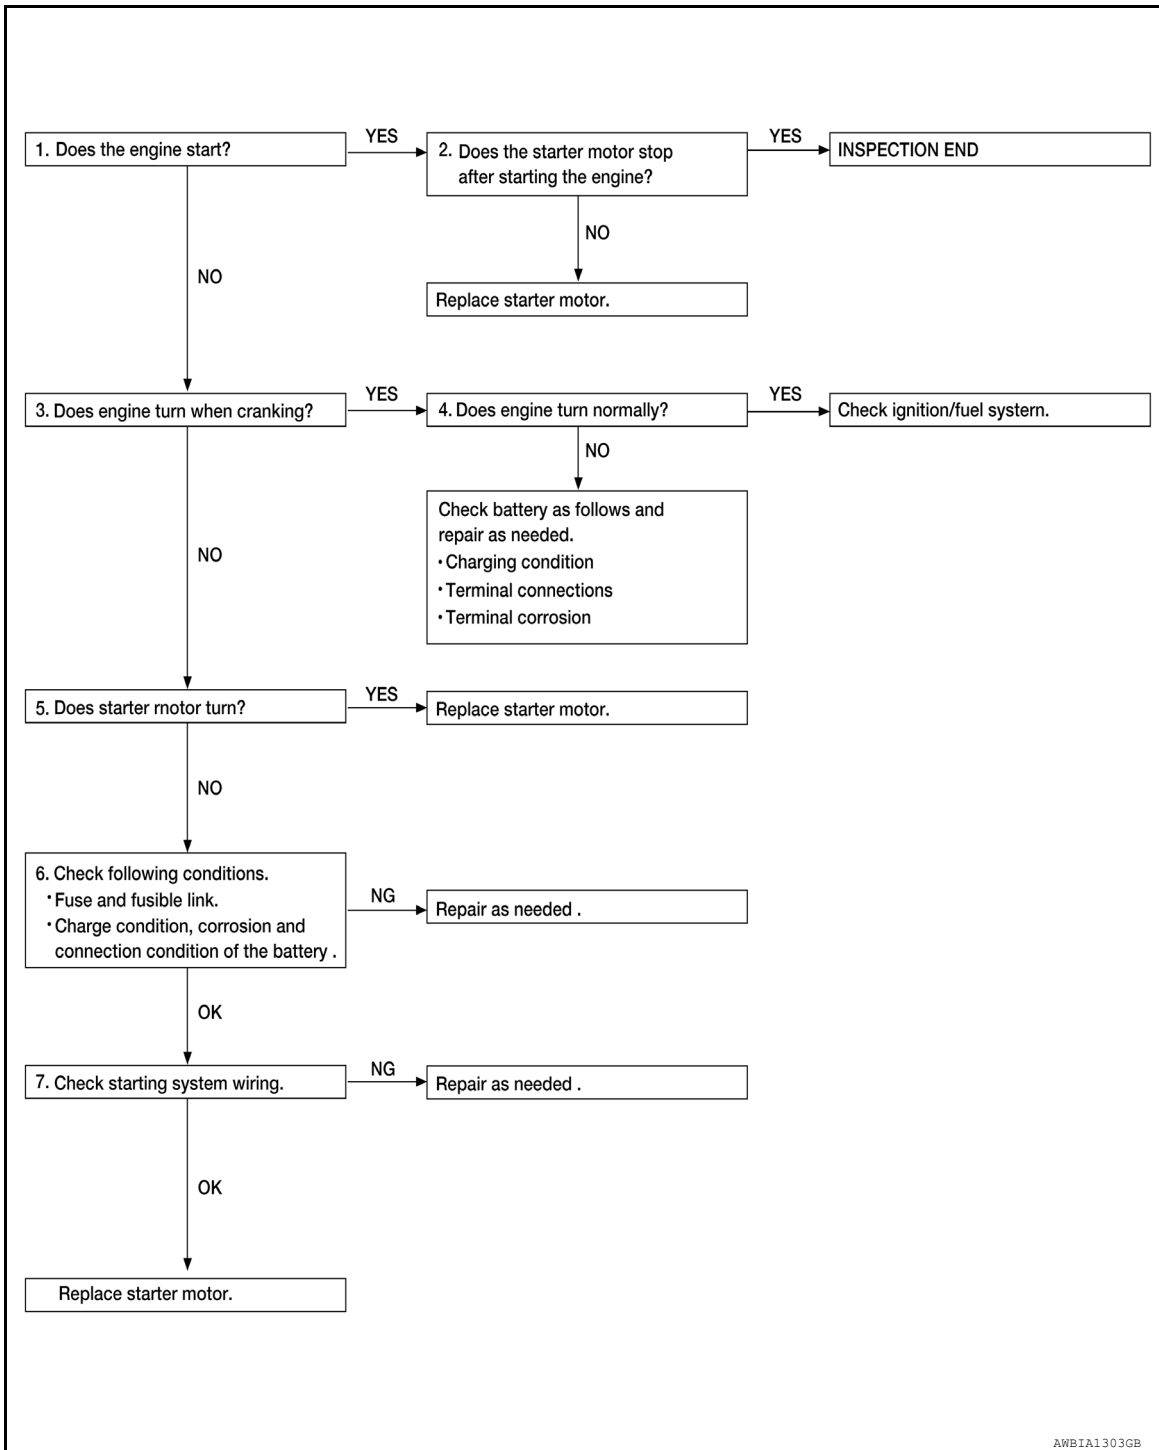 1. Does the engine start?
YES
2. Does the starter motor stop
after starting the engine?
YES
INSPECTION END
NO
Replace starter motor.
NO
3. Does engine turn when cranking?
YES
4. Does engine turn normally?
YES
Check ignition/fuel systern.
NO
Check battery as follows and
repair as needed.
・Charging condition
・Terminal connections
・Terminal corrosion
NO
5. Does starter rnotor turn?
YES
Replace starter motor.
NO
6. Check following conditions.
・Fuse and fusible link.
・Charge condition, corrosion and
connection condition of the battery .
NG
Repair as needed .
OK
7. Check starting system wiring.
NG
Repair as needed .
OK
Replace starter motor.
AWBIA1303GB